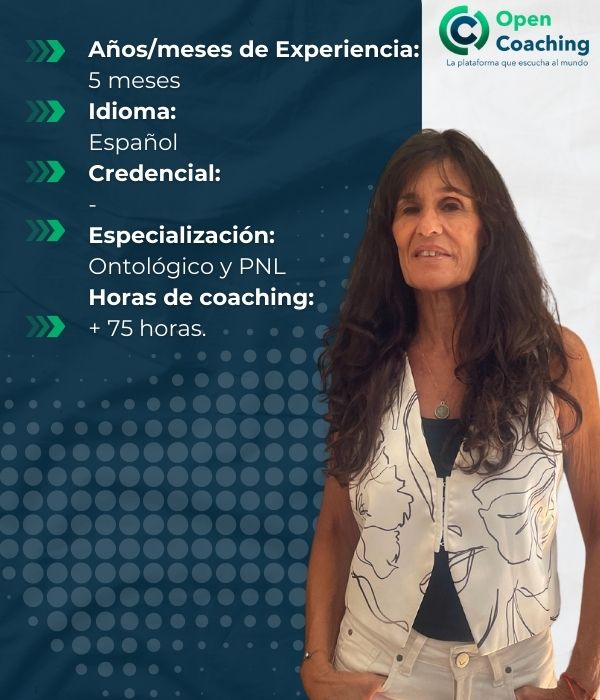 Open
Coaching
La plataforma que escucha al mundo
Años/meses de Experiencia:
5 meses
Idioma:
Español
Credencial:
-
Especialización:
Ontológico y PNL
Horas de coaching:
+ 75 horas.